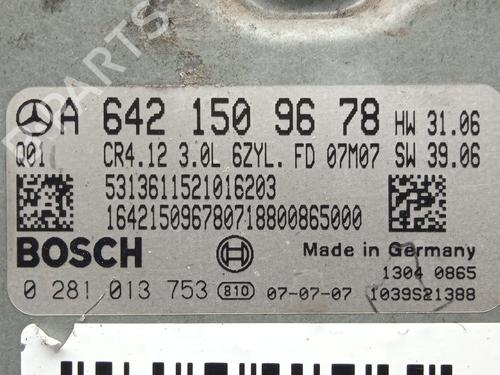 A 642 150 96 78 HW 31.06
Q01 CR4.12 3.0L 6ZYL. FD 07M07 SW 39.06
5313611521016203
164215096780718800865000
BOSCH Made in Germany
1304 0865
0 281 013 753 810 07-07-07 1039S21388